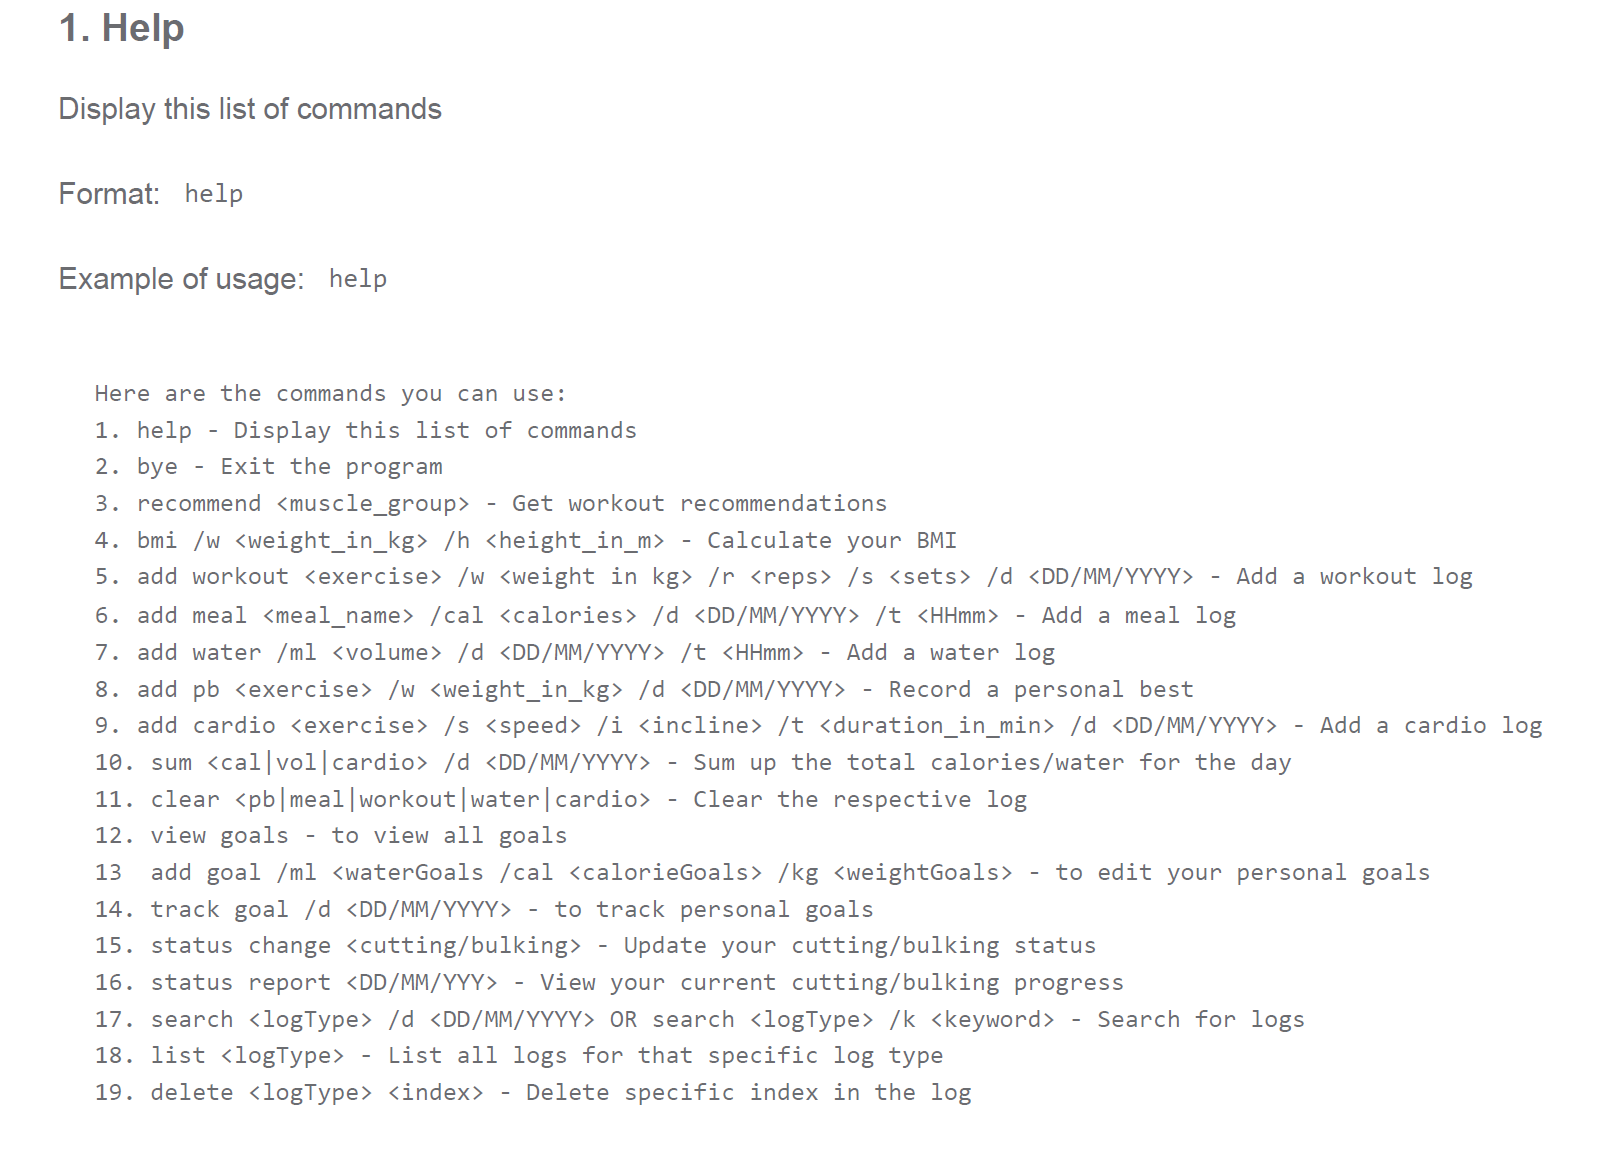 1. Help
Display this list of commands
Format: help
Example of usage: help
Here are the commands you can use:
1. help - Display this list of commands
2. bye - Exit the program
3. recommend <muscle_group> - Get workout recommendations
4. bmi /w <weight_in_kg> /h <height_in_m> - Calculate your BMI
5. add workout <exercise> /w <weight in kg> /r <reps> /s <sets> /d <DD/MM/YYYY> - Add a workout log
6. add meal <meal_name> /cal <calories> /d <DD/MM/YYYY> /t <HHmm> - Add a meal log
7. add water /ml <volume> /d <DD/MM/YYYY> /t <HHmm> - Add a water log
8. add pb <exercise> /w <weight_in_kg> /d <DD/MM/YYYY> - Record a personal best
9. add cardio <exercise> /s <speed> /i <incline> /t <duration_in_min> /d <DD/MM/YYYY> - Add a cardio log
10. sum <cal|vol|cardio> /d <DD/MM/YYYY> - Sum up the total calories/water for the day
11. clear <pb|meal|workout|water|cardio> - Clear the respective log
12. view goals - to view all goals
13  add goal /ml <waterGoals /cal <calorieGoals> /kg <weightGoals> - to edit your personal goals
14. track goal /d <DD/MM/YYYY> - to track personal goals
15. status change <cutting/bulking> - Update your cutting/bulking status
16. status report <DD/MM/YYY> - View your current cutting/bulking progress
17. search <logType> /d <DD/MM/YYYY> OR search <logType> /k <keyword> - Search for logs
18. list <logType> - List all logs for that specific log type
19. delete <logType> <index> - Delete specific index in the log